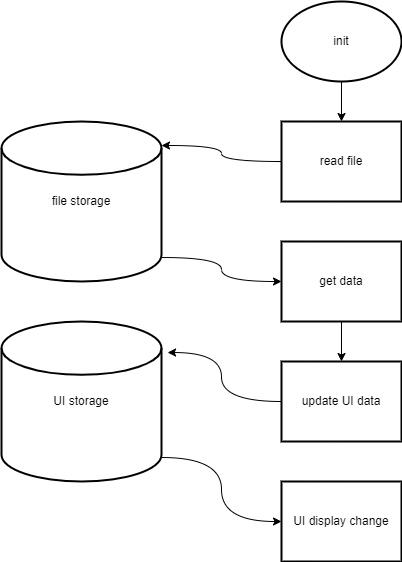 init
read file
file storage
get data
UI storage
update UI data
UI display change